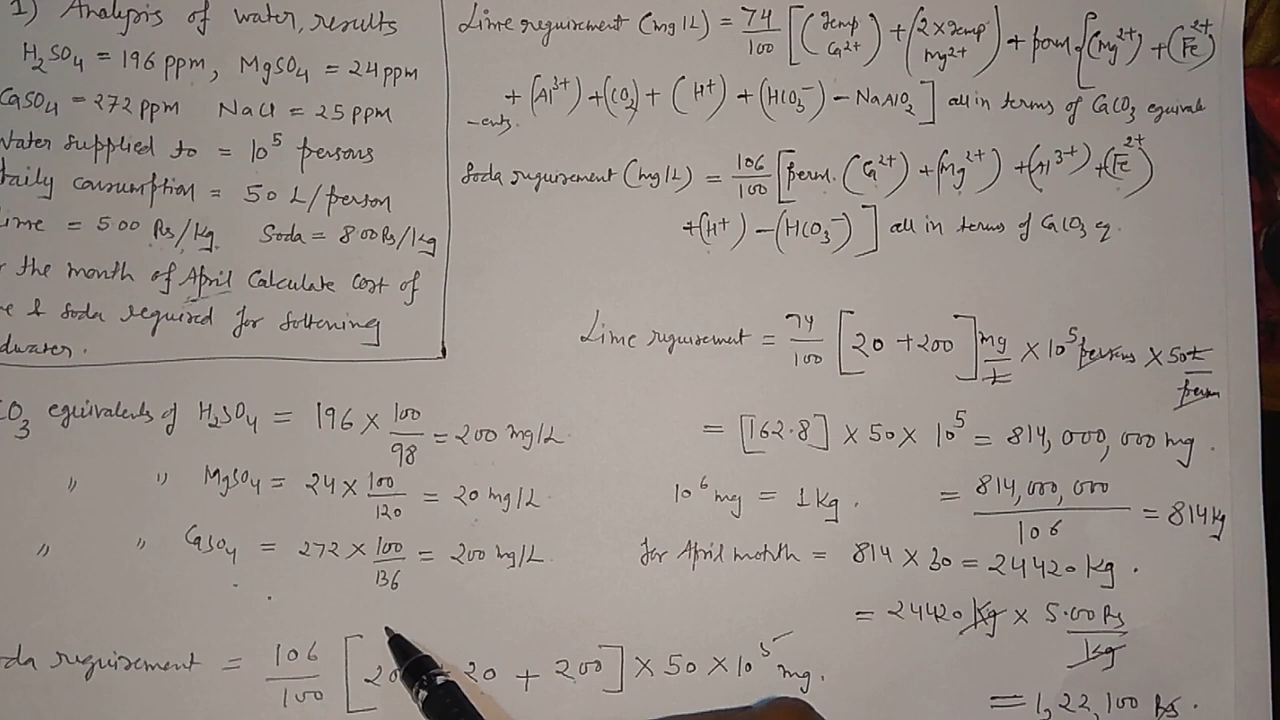 1) Analysis of water, results
H2SO4 = 196 ppm, MgSO4 = 24 ppm
CaSO4 = 272 ppm NaCl = 25 ppm
Water supplied to = 10^5 persons
daily consumption = 50 L/person
Lime = 5.00 Rs/Kg. Soda = 8.00 Rs/Kg
the month of April Calculate cost of
& soda required for softening
Lime requirement (mg/L) = 74/100 [(Temp Ca2+) + (2 x Temp Mg2+) + perm {(Mg2+) + (Fe2+)
+ (Al3+) + (CO2) + (H+) + (HCO3-) - NaAlO2] all in terms of CaCO3 equival
-ents.
Soda requirement (mg/L) = 106/100 [perm. (Ca2+) + (Mg2+) + (Al3+) + (Fe2+)
+ (H+) - (HCO3-)] all in terms of CaCO3 eq.
CO3 equivalents of H2SO4 = 196 x 100/98 = 200 mg/L.
" " MgSO4 = 24 x 100/120 = 20 mg/L.
" " CaSO4 = 272 x 100/136 = 200 mg/L.
da requirement = 106/100 [20 + 20 + 200] x 50 x 10^5 mg.
Lime requirement = 74/100 [20 + 200] mg/L x 10^5 persons x 50 L/person
= [162.8] x 50 x 10^5 = 814,000,000 mg.
10^6 mg = 1 Kg. = 814,000,000/10^6 = 814 Kg
for April month = 814 x 30 = 24420 Kg.
= 24420 Kg x 5.00 Rs/Kg
= 1,22,100 Rs.